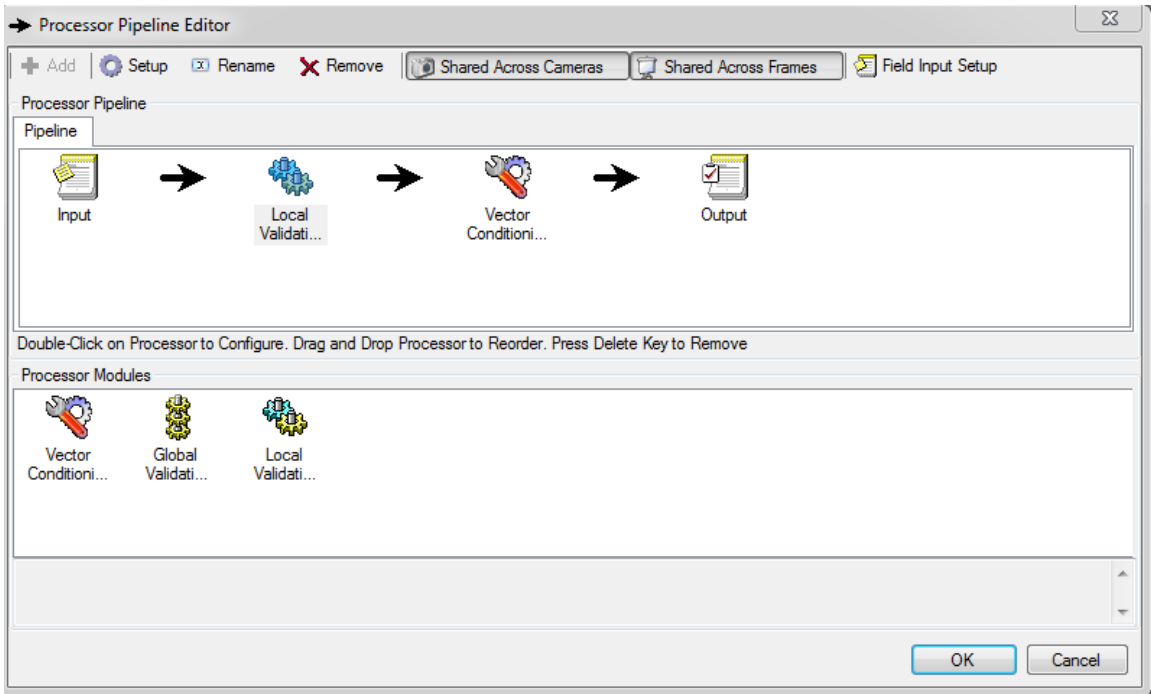 Processor Pipeline Editor
Add Setup Rename Remove Shared Across Cameras Shared Across Frames Field Input Setup
Processor Pipeline
Pipeline
Input
Local
Validati...
Vector
Conditioni...
Output
Double-Click on Processor to Configure. Drag and Drop Processor to Reorder. Press Delete Key to Remove
Processor Modules
Vector
Conditioni...
Global
Validati...
Local
Validati...
OK Cancel